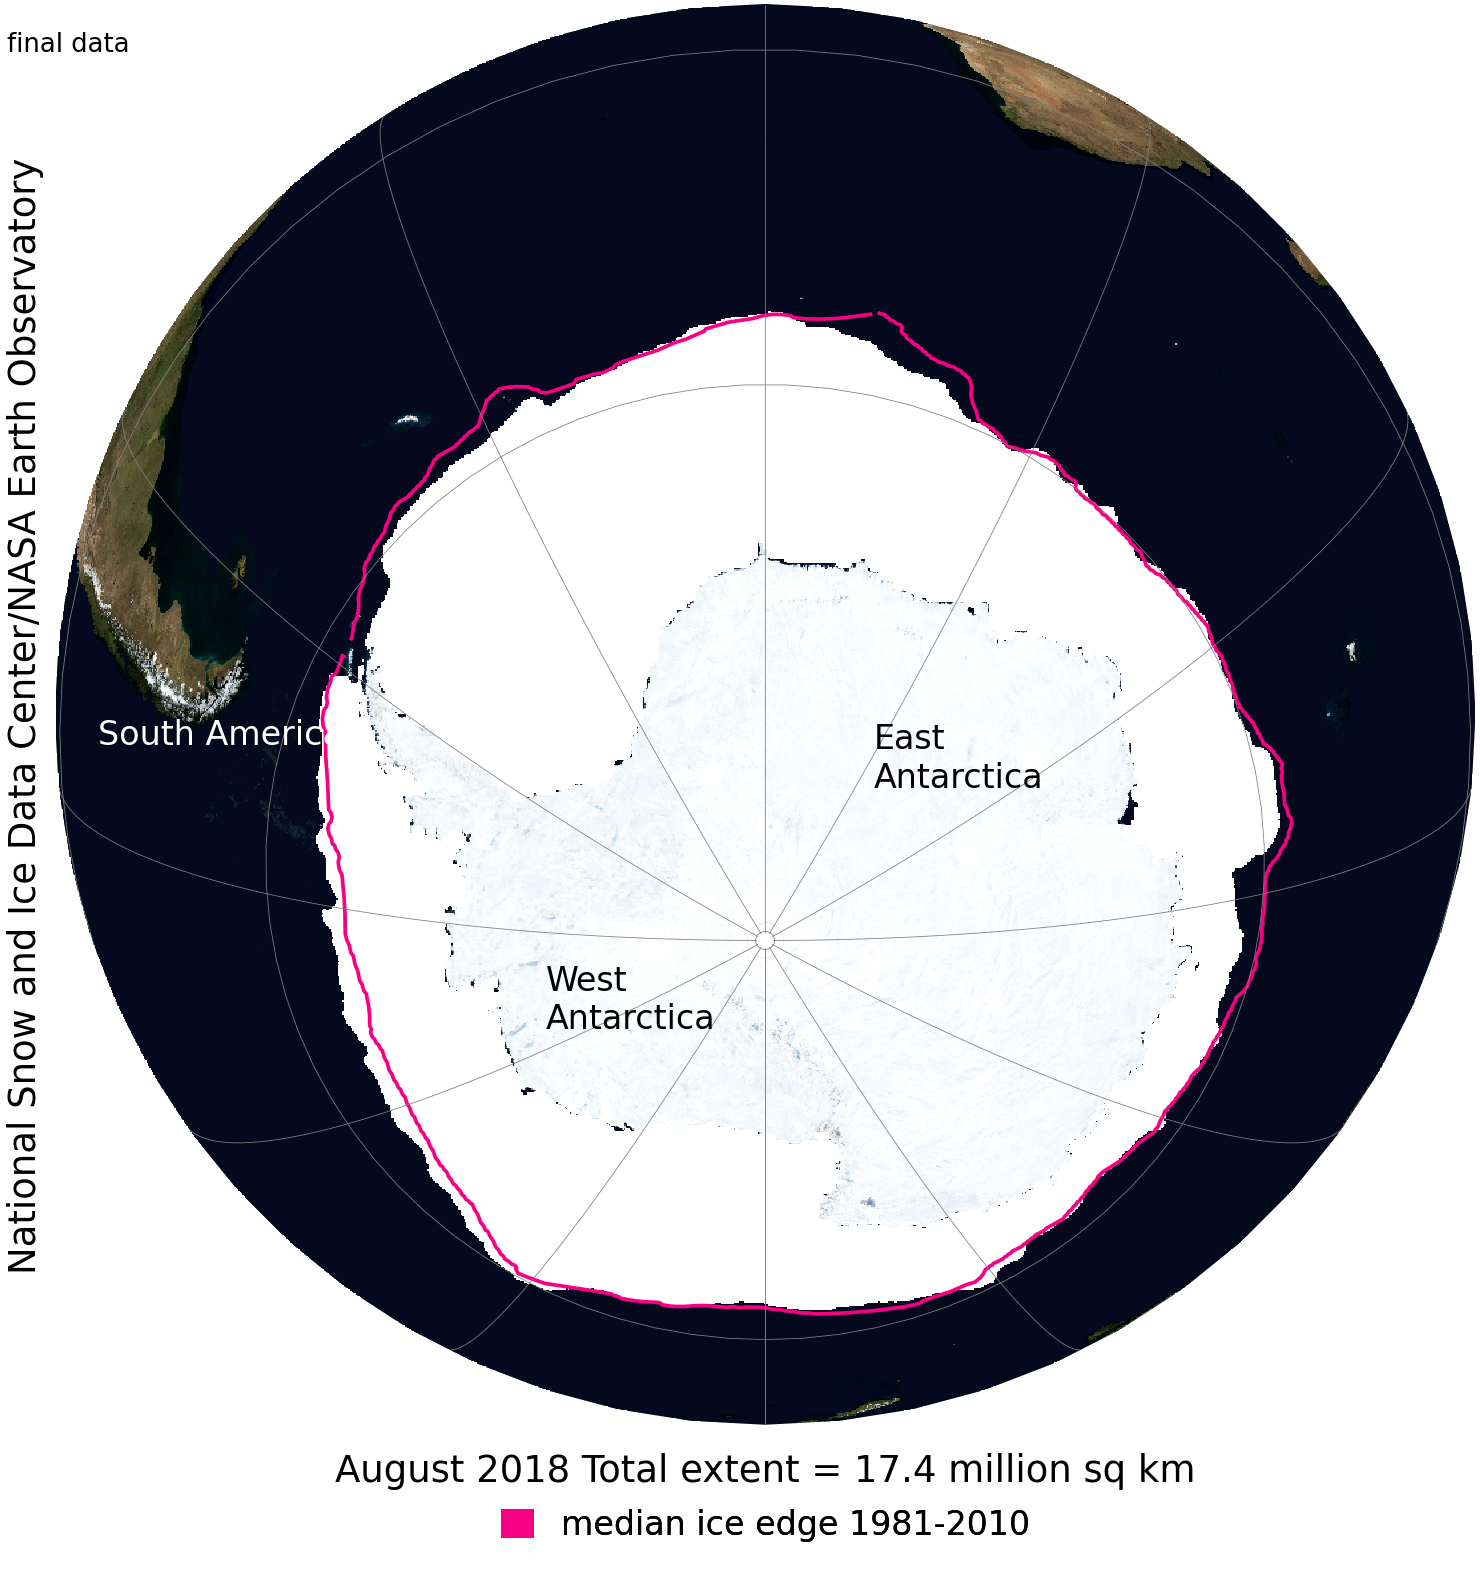 final data
National Snow and Ice Data Center/NASA Earth Observatory
South America
East
Antarctica
West
Antarctica
August 2018 Total extent = 17.4 million sq km
median ice edge 1981-2010